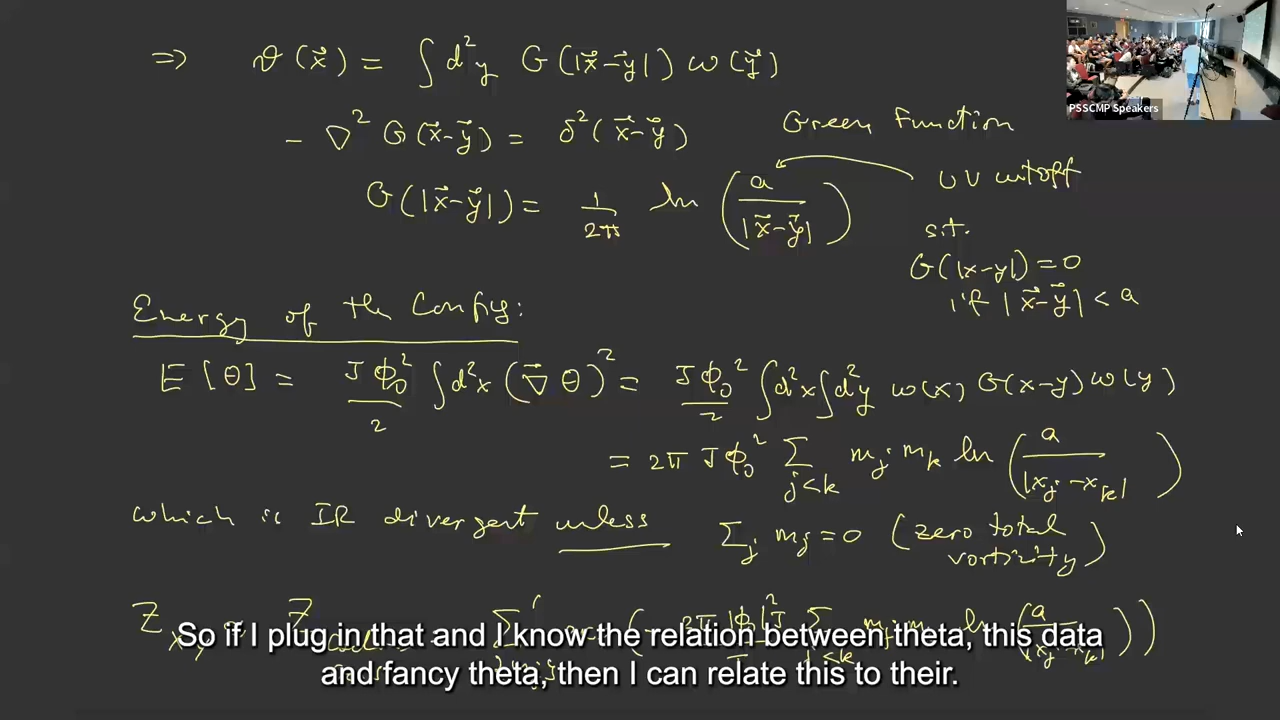 ⇒ ϑ(x⃗) = ∫d²y G(|x⃗-y⃗|) ω(y⃗)
- ∇² G(x⃗-y⃗) = δ²(x⃗-y⃗) Green Function
G(|x⃗-y⃗|) = 1/2π ln (a/|x⃗-y⃗|) UV cutoff
s.t.
G(|x-y|) = 0
if |x⃗-y⃗| < a
Energy of the Config:
E[θ] = Jϕ₀²/2 ∫d²x (∇⃗θ)² = Jϕ₀²/2 ∫d²x∫d²y ω(x) G(x-y) ω(y)
= 2π Jϕ₀² Σ_{j<k} m_j m_k ln (a/|x_j - x_k|)
which is IR divergent unless Σ_j m_j = 0 (zero total vorticity)
So if I plug in that and I know the relation between theta, this data
and fancy theta, then I can relate this to their.
PSSCMP Speakers